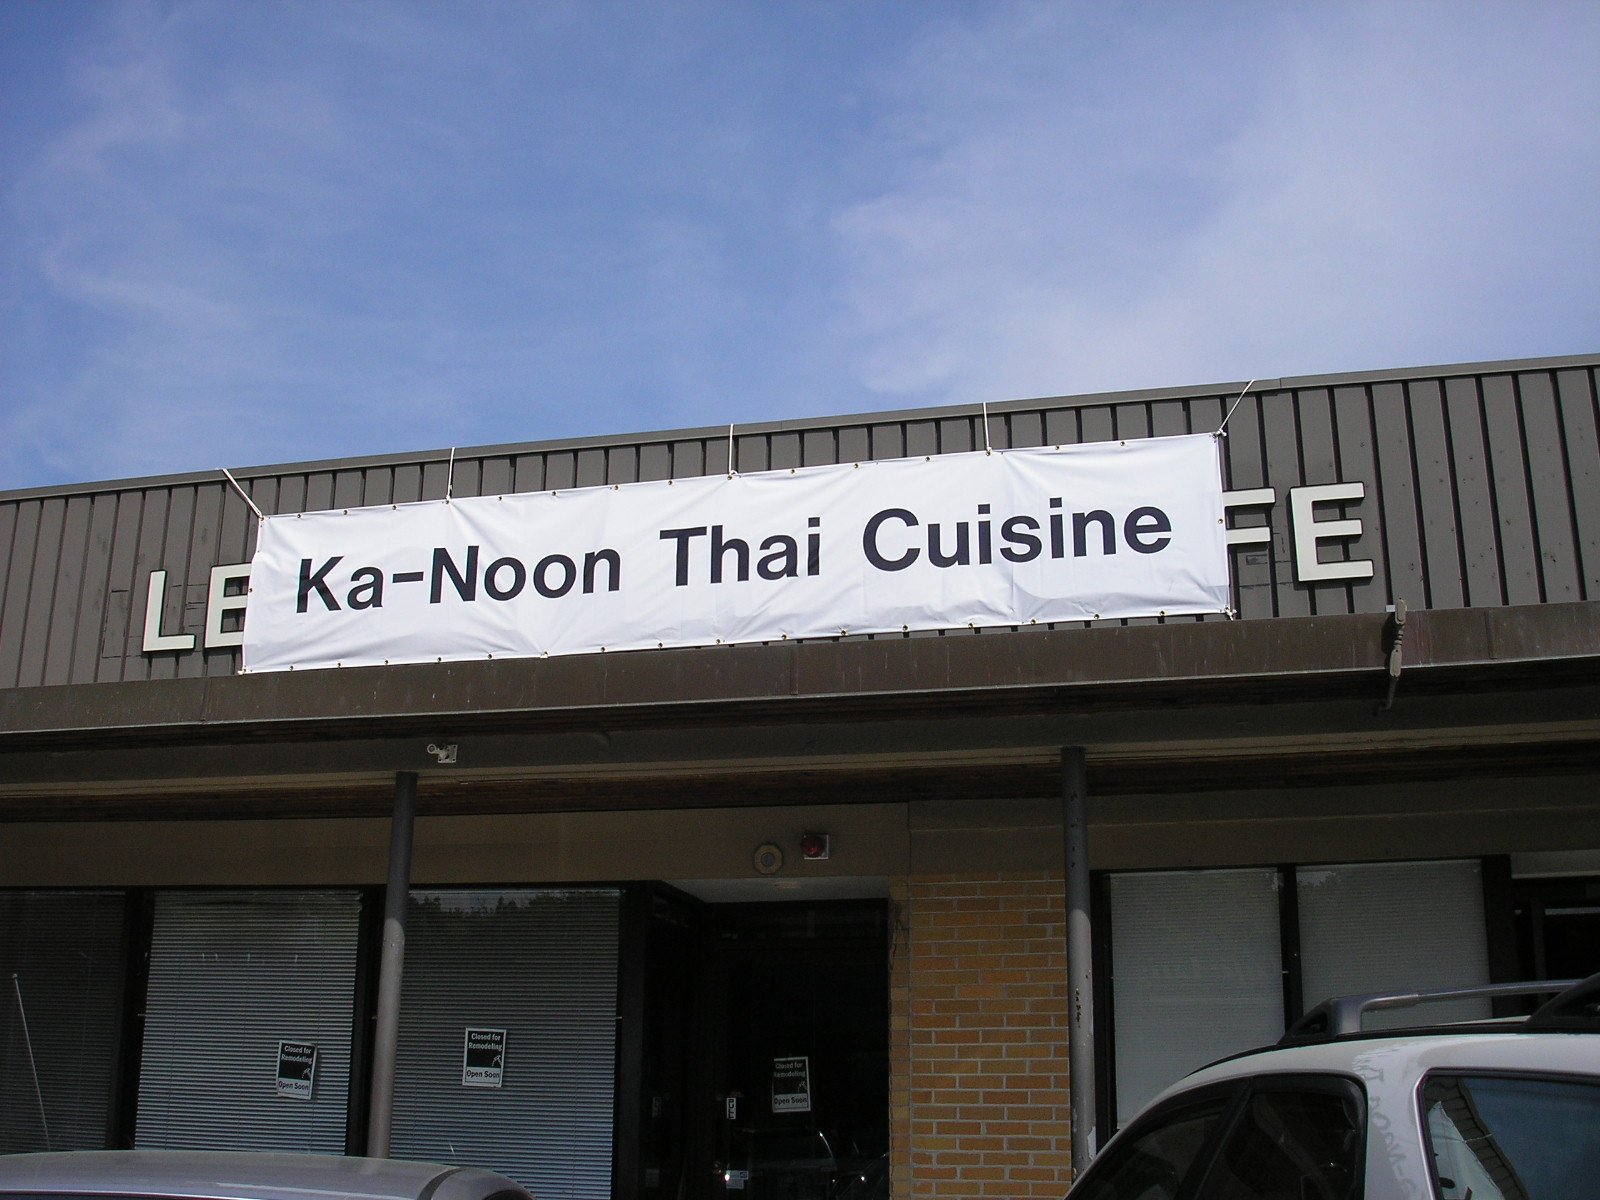 LE FE
Ka-Noon Thai Cuisine
Closed for
Remodeling
Open Soon
Closed for
Remodeling
Open Soon
Closed for
Remodeling
Open Soon